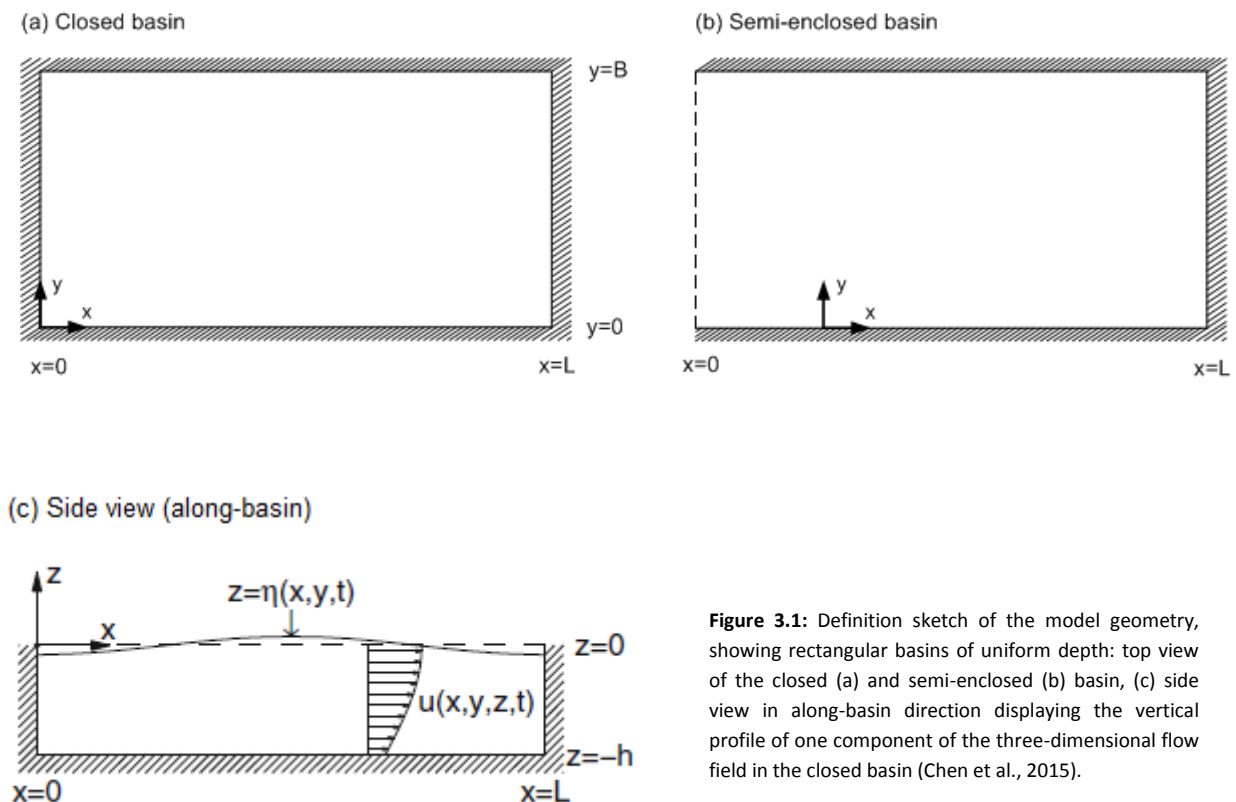 (a) Closed basin
y=B
y
x
y=0
x=0
x=L
(b) Semi-enclosed basin
y
x
x=0
x=L
(c) Side view (along-basin)
z
z=η(x,y,t)
x
z=0
u(x,y,z,t)
z=−h
x=0
x=L
Figure 3.1: Definition sketch of the model geometry,
showing rectangular basins of uniform depth: top view
of the closed (a) and semi-enclosed (b) basin, (c) side
view in along-basin direction displaying the vertical
profile of one component of the three-dimensional flow
field in the closed basin (Chen et al., 2015).